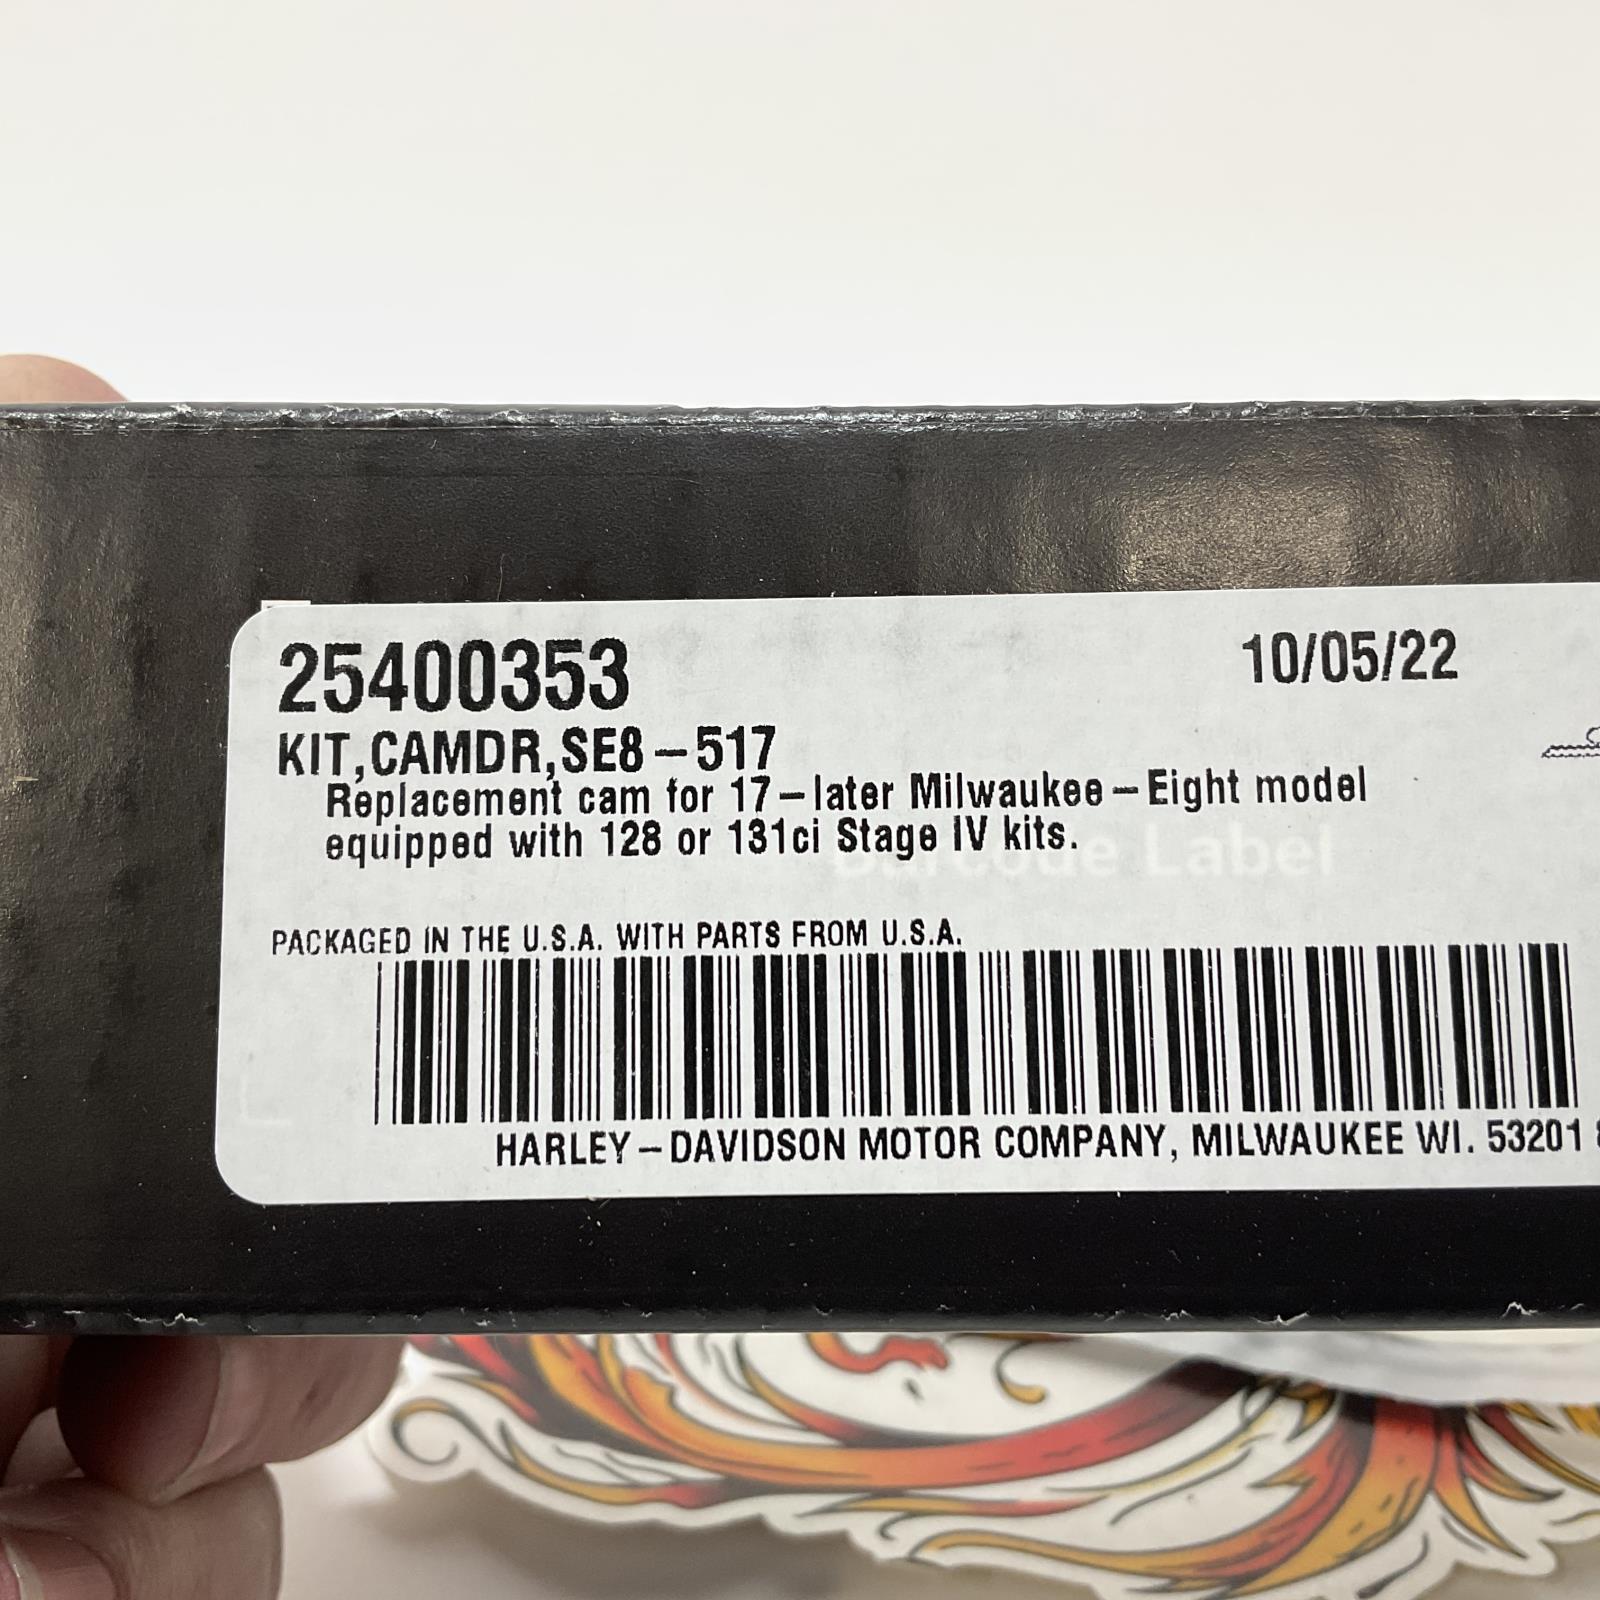 25400353
10/05/22
KIT,CAMDR,SE8-517
Replacement cam for 17-later Milwaukee-Eight model
equipped with 128 or 131ci Stage IV kits.
Barcode Label
PACKAGED IN THE U.S.A. WITH PARTS FROM U.S.A.
HARLEY-DAVIDSON MOTOR COMPANY, MILWAUKEE WI. 53201